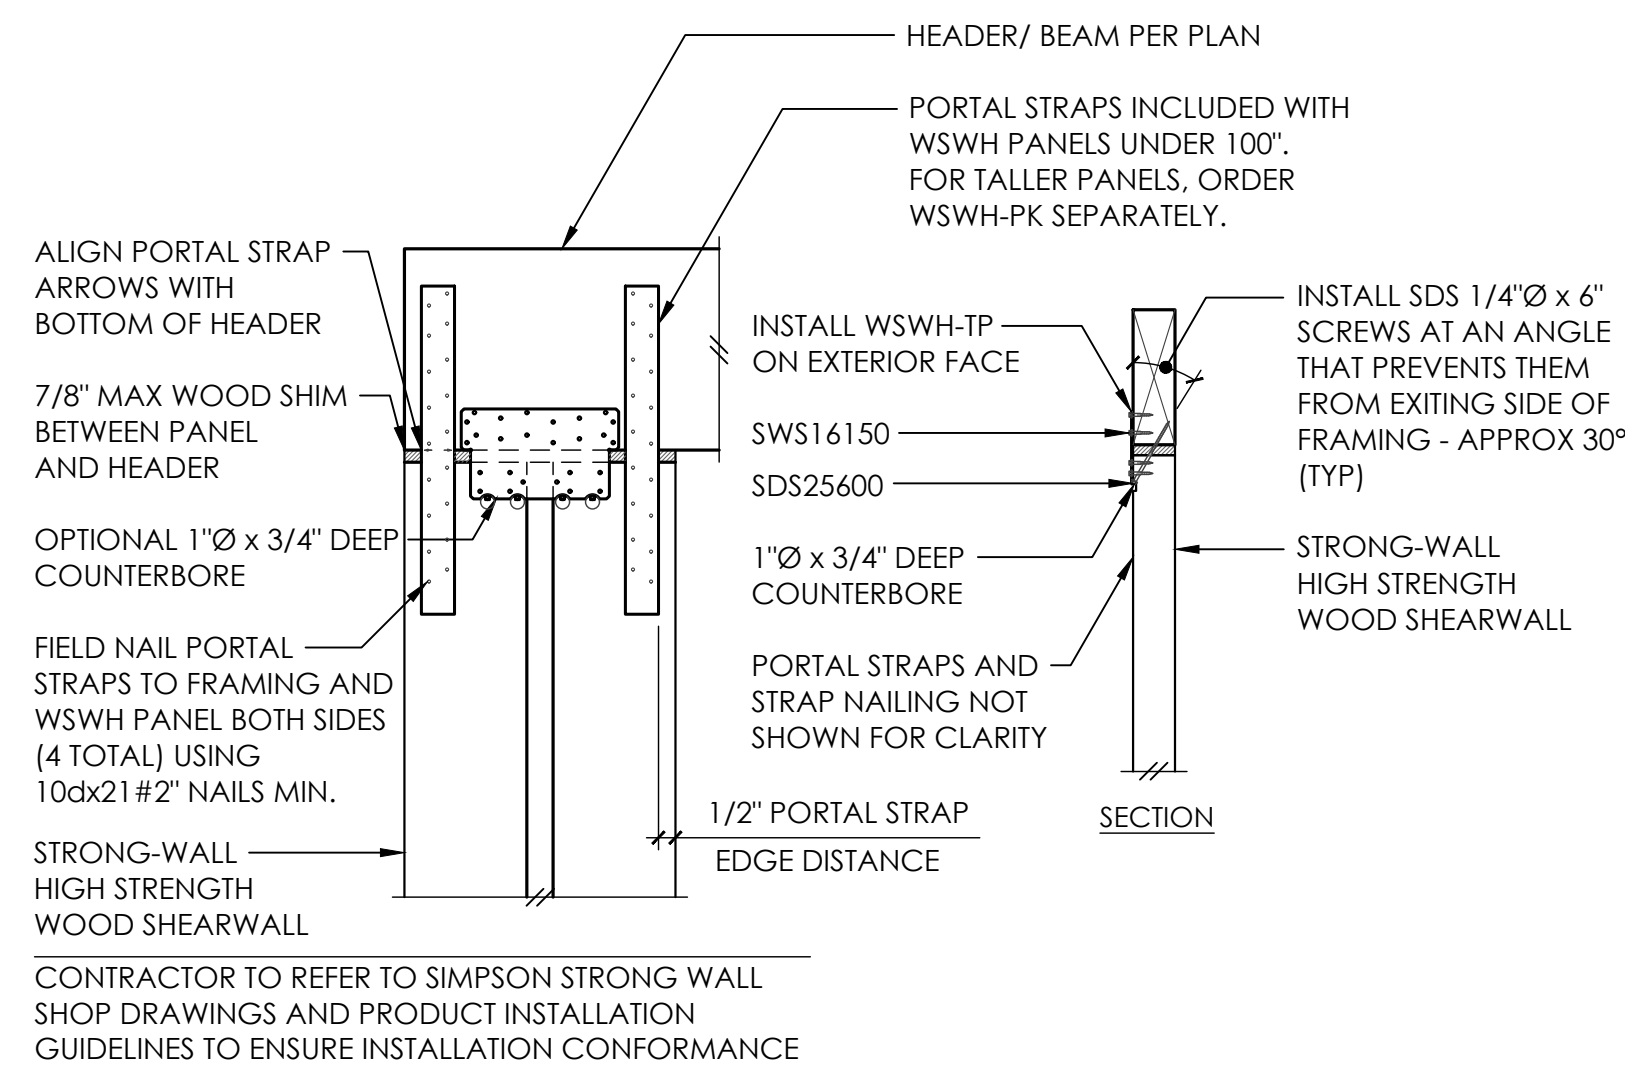 HEADER/ BEAM PER PLAN
PORTAL STRAPS INCLUDED WITH
WSWH PANELS UNDER 100".
FOR TALLER PANELS, ORDER
WSWH-PK SEPARATELY.
ALIGN PORTAL STRAP
ARROWS WITH
BOTTOM OF HEADER
7/8" MAX WOOD SHIM
BETWEEN PANEL
AND HEADER
OPTIONAL 1"Ø x 3/4" DEEP
COUNTERBORE
FIELD NAIL PORTAL
STRAPS TO FRAMING AND
WSWH PANEL BOTH SIDES
(4 TOTAL) USING
10dx21#2" NAILS MIN.
STRONG-WALL
HIGH STRENGTH
WOOD SHEARWALL
1/2" PORTAL STRAP
EDGE DISTANCE
INSTALL WSWH-TP
ON EXTERIOR FACE
SWS16150
SDS25600
1"Ø x 3/4" DEEP
COUNTERBORE
PORTAL STRAPS AND
STRAP NAILING NOT
SHOWN FOR CLARITY
INSTALL SDS 1/4"Ø x 6"
SCREWS AT AN ANGLE
THAT PREVENTS THEM
FROM EXITING SIDE OF
FRAMING - APPROX 30°
(TYP)
STRONG-WALL
HIGH STRENGTH
WOOD SHEARWALL
SECTION
CONTRACTOR TO REFER TO SIMPSON STRONG WALL
SHOP DRAWINGS AND PRODUCT INSTALLATION
GUIDELINES TO ENSURE INSTALLATION CONFORMANCE